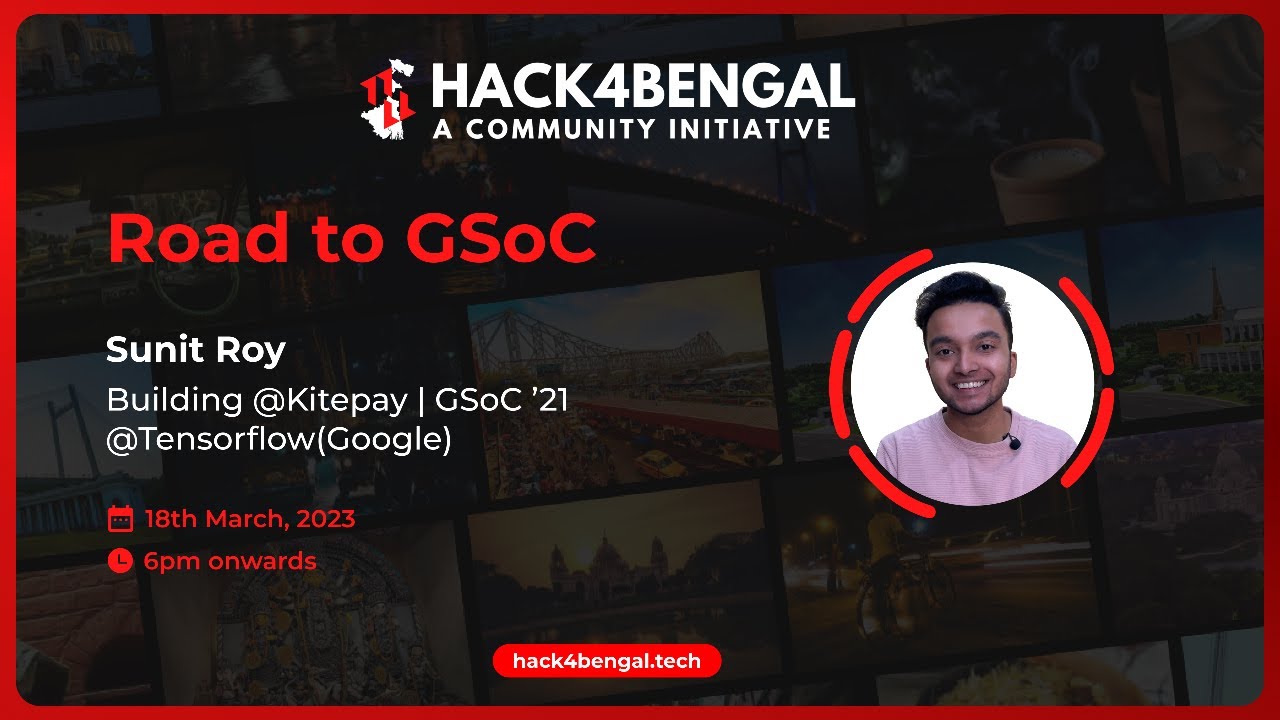 HACK4BENGAL
A COMMUNITY INITIATIVE
Road to GSoC
Sunit Roy
Building @Kitepay | GSoC ’21
@Tensorflow(Google)
18th March, 2023
6pm onwards
hack4bengal.tech